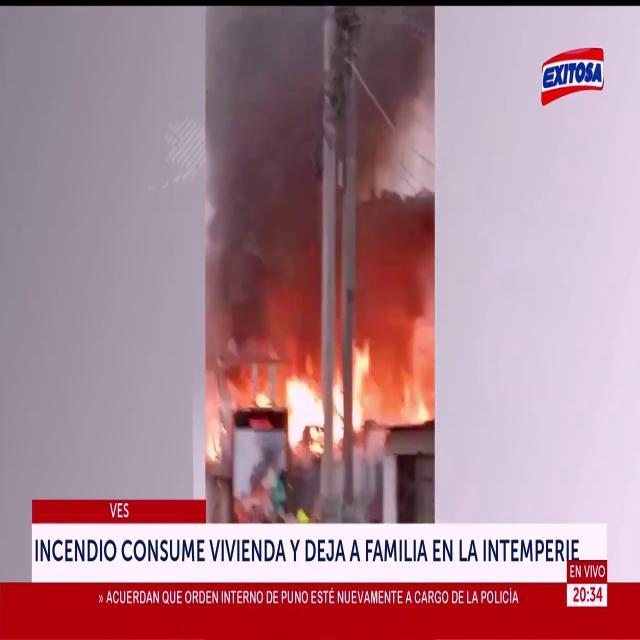 EXITOSA
VES
INCENDIO CONSUME VIVIENDA Y DEJA A FAMILIA EN LA INTEMPERIE
EN VIVO
» ACUERDAN QUE ORDEN INTERNO DE PUNO ESTÉ NUEVAMENTE A CARGO DE LA POLICÍA
20:34